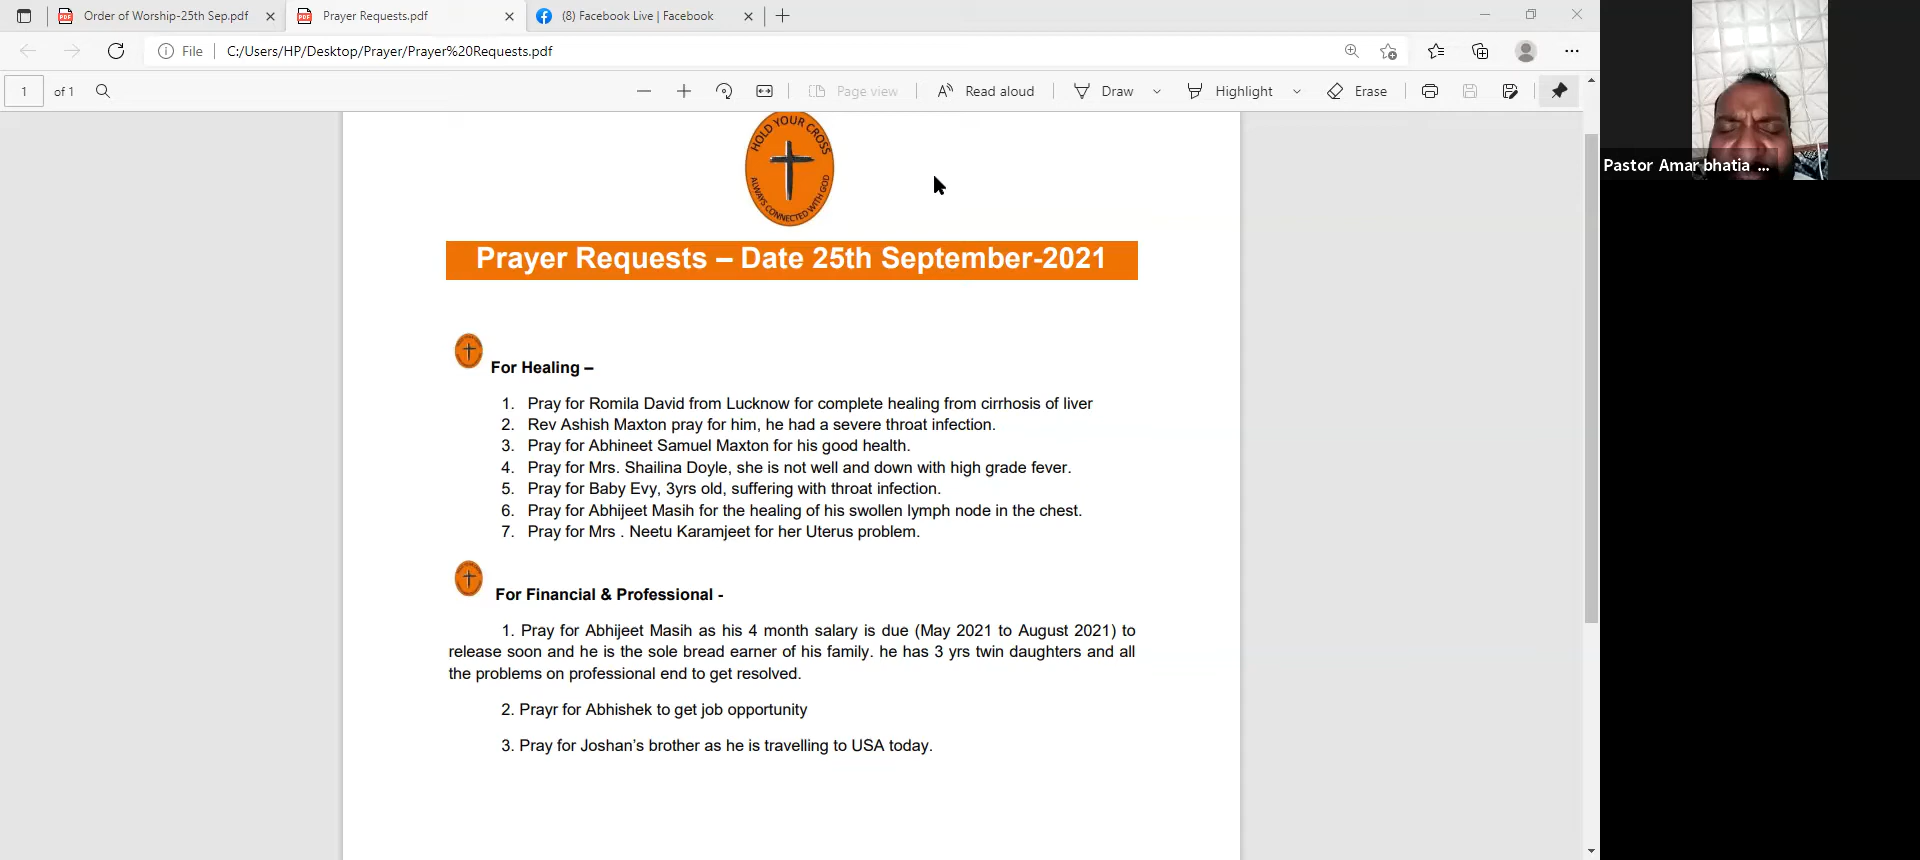 Order of Worship-25th Sep.pdf
Prayer Requests.pdf
(8) Facebook Live | Facebook
File
C:/Users/HP/Desktop/Prayer/Prayer%20Requests.pdf
1 of 1
Page view
Read aloud
Draw
Highlight
Erase
HOLD YOUR CROSS
ALWAYS CONNECTED WITH GOD
Pastor Amar bhatia ...
Prayer Requests – Date 25th September-2021
For Healing –
1. Pray for Romila David from Lucknow for complete healing from cirrhosis of liver
2. Rev Ashish Maxton pray for him, he had a severe throat infection.
3. Pray for Abhineet Samuel Maxton for his good health.
4. Pray for Mrs. Shailina Doyle, she is not well and down with high grade fever.
5. Pray for Baby Evy, 3yrs old, suffering with throat infection.
6. Pray for Abhijeet Masih for the healing of his swollen lymph node in the chest.
7. Pray for Mrs . Neetu Karamjeet for her Uterus problem.
For Financial & Professional -
1. Pray for Abhijeet Masih as his 4 month salary is due (May 2021 to August 2021) to
release soon and he is the sole bread earner of his family. he has 3 yrs twin daughters and all
the problems on professional end to get resolved.
2. Prayr for Abhishek to get job opportunity
3. Pray for Joshan’s brother as he is travelling to USA today.